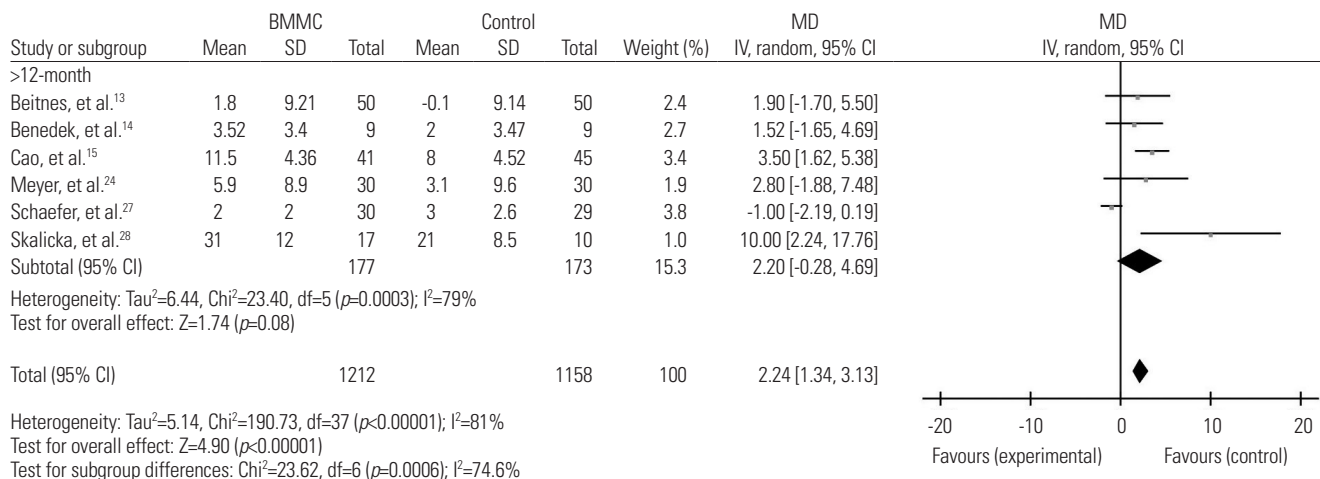 BMMC Control MD MD
Study or subgroup Mean SD Total Mean SD Total Weight (%) IV, random, 95% CI IV, random, 95% CI
>12-month
Beitnes, et al.13 1.8 9.21 50 -0.1 9.14 50 2.4 1.90 [-1.70, 5.50]
Benedek, et al.14 3.52 3.4 9 2 3.47 9 2.7 1.52 [-1.65, 4.69]
Cao, et al.15 11.5 4.36 41 8 4.52 45 3.4 3.50 [1.62, 5.38]
Meyer, et al.24 5.9 8.9 30 3.1 9.6 30 1.9 2.80 [-1.88, 7.48]
Schaefer, et al.27 2 2 30 3 2.6 29 3.8 -1.00 [-2.19, 0.19]
Skalicka, et al.28 31 12 17 21 8.5 10 1.0 10.00 [2.24, 17.76]
Subtotal (95% CI) 177 173 15.3 2.20 [-0.28, 4.69]
Heterogeneity: Tau²=6.44, Chi²=23.40, df=5 (p=0.0003); I²=79%
Test for overall effect: Z=1.74 (p=0.08)
Total (95% CI) 1212 1158 100 2.24 [1.34, 3.13]
Heterogeneity: Tau²=5.14, Chi²=190.73, df=37 (p<0.00001); I²=81%
Test for overall effect: Z=4.90 (p<0.00001)
Test for subgroup differences: Chi²=23.62, df=6 (p=0.0006); I²=74.6%
-20 -10 0 10 20
Favours (experimental) Favours (control)